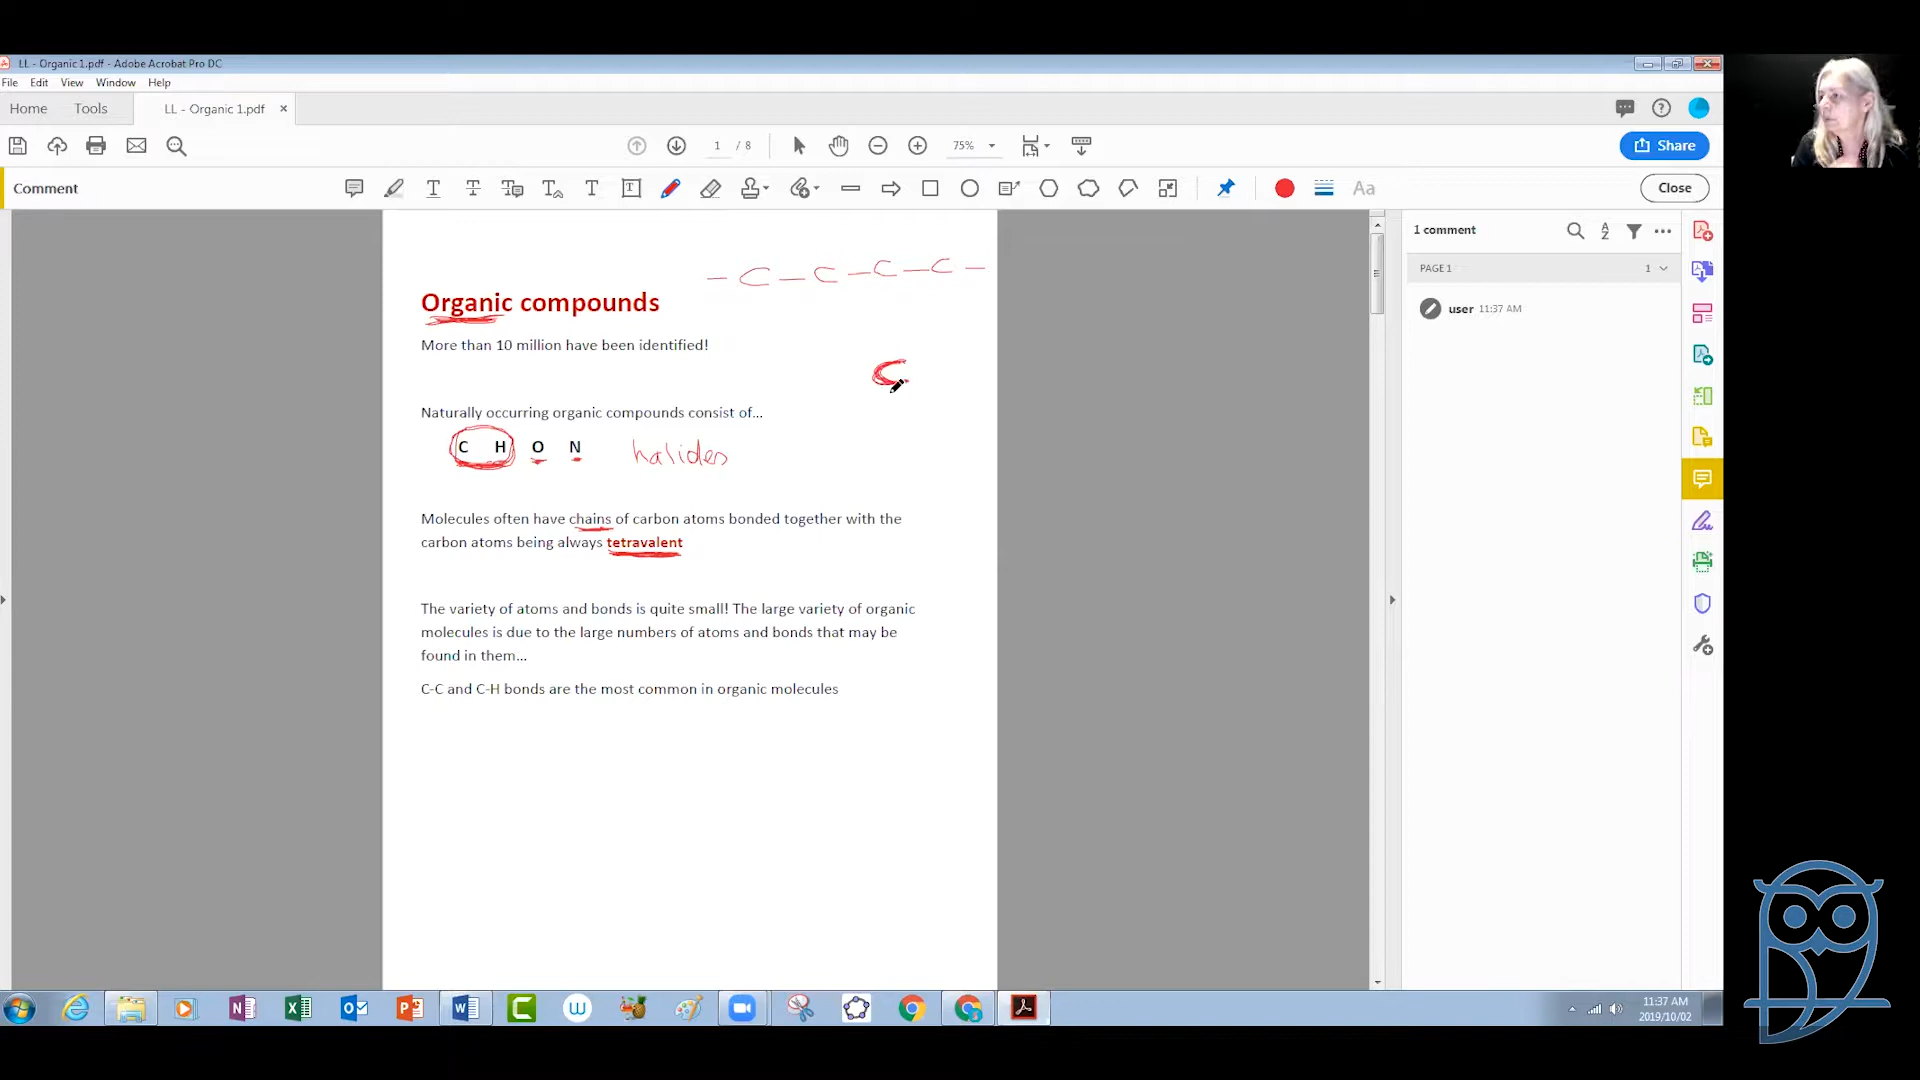 LL - Organic 1.pdf - Adobe Acrobat Pro DC
File Edit View Window Help
Home Tools LL - Organic 1.pdf ×
1 / 8 75% Share
Comment Aa Close
1 comment
PAGE 1 1
user 11:37 AM
– C – C – C – C –
Organic compounds
More than 10 million have been identified!
C
Naturally occurring organic compounds consist of...
C H O N halides
Molecules often have chains of carbon atoms bonded together with the
carbon atoms being always tetravalent
The variety of atoms and bonds is quite small! The large variety of organic
molecules is due to the large numbers of atoms and bonds that may be
found in them...
C-C and C-H bonds are the most common in organic molecules
11:37 AM
2019/10/02